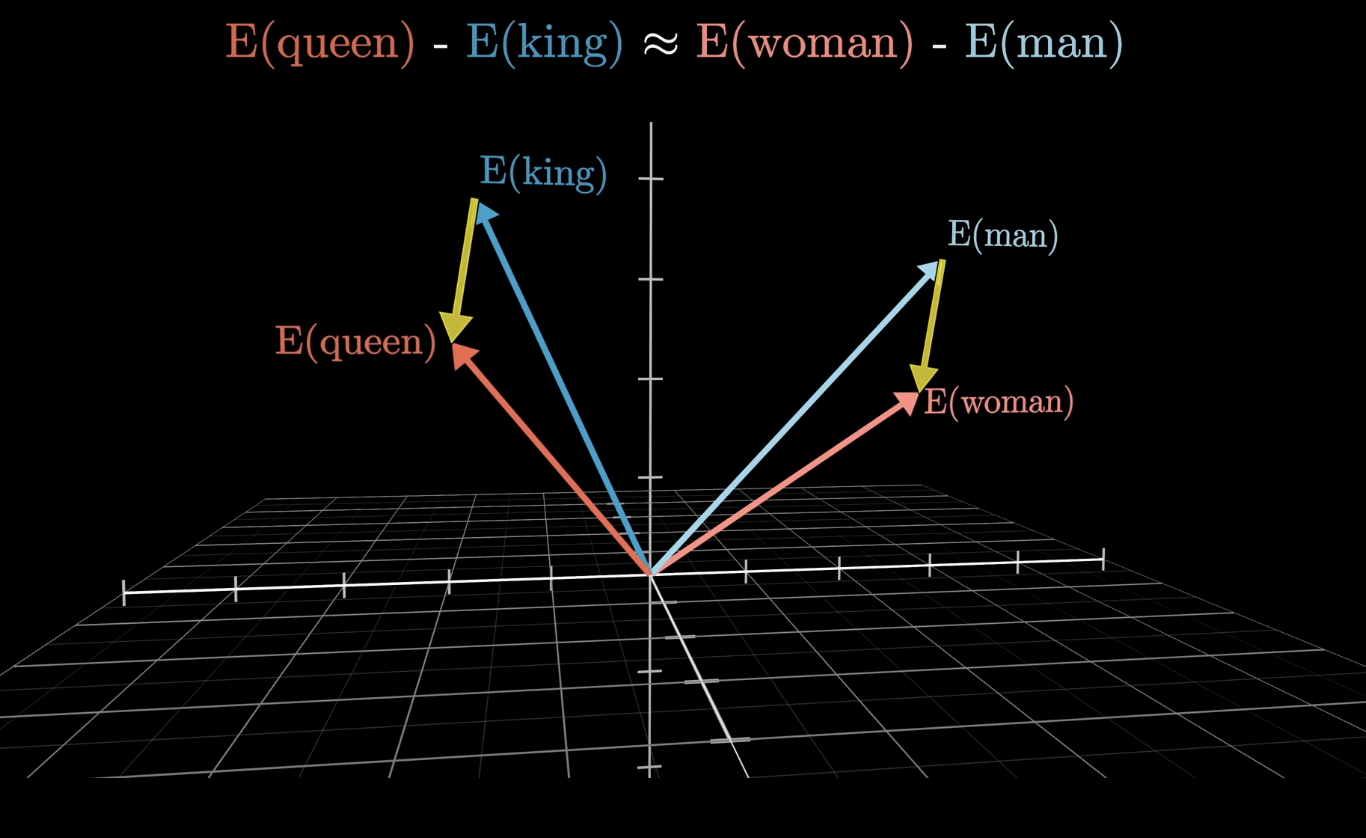 E(queen) - E(king) ≈ E(woman) - E(man)
E(king)
E(man)
E(queen)
E(woman)